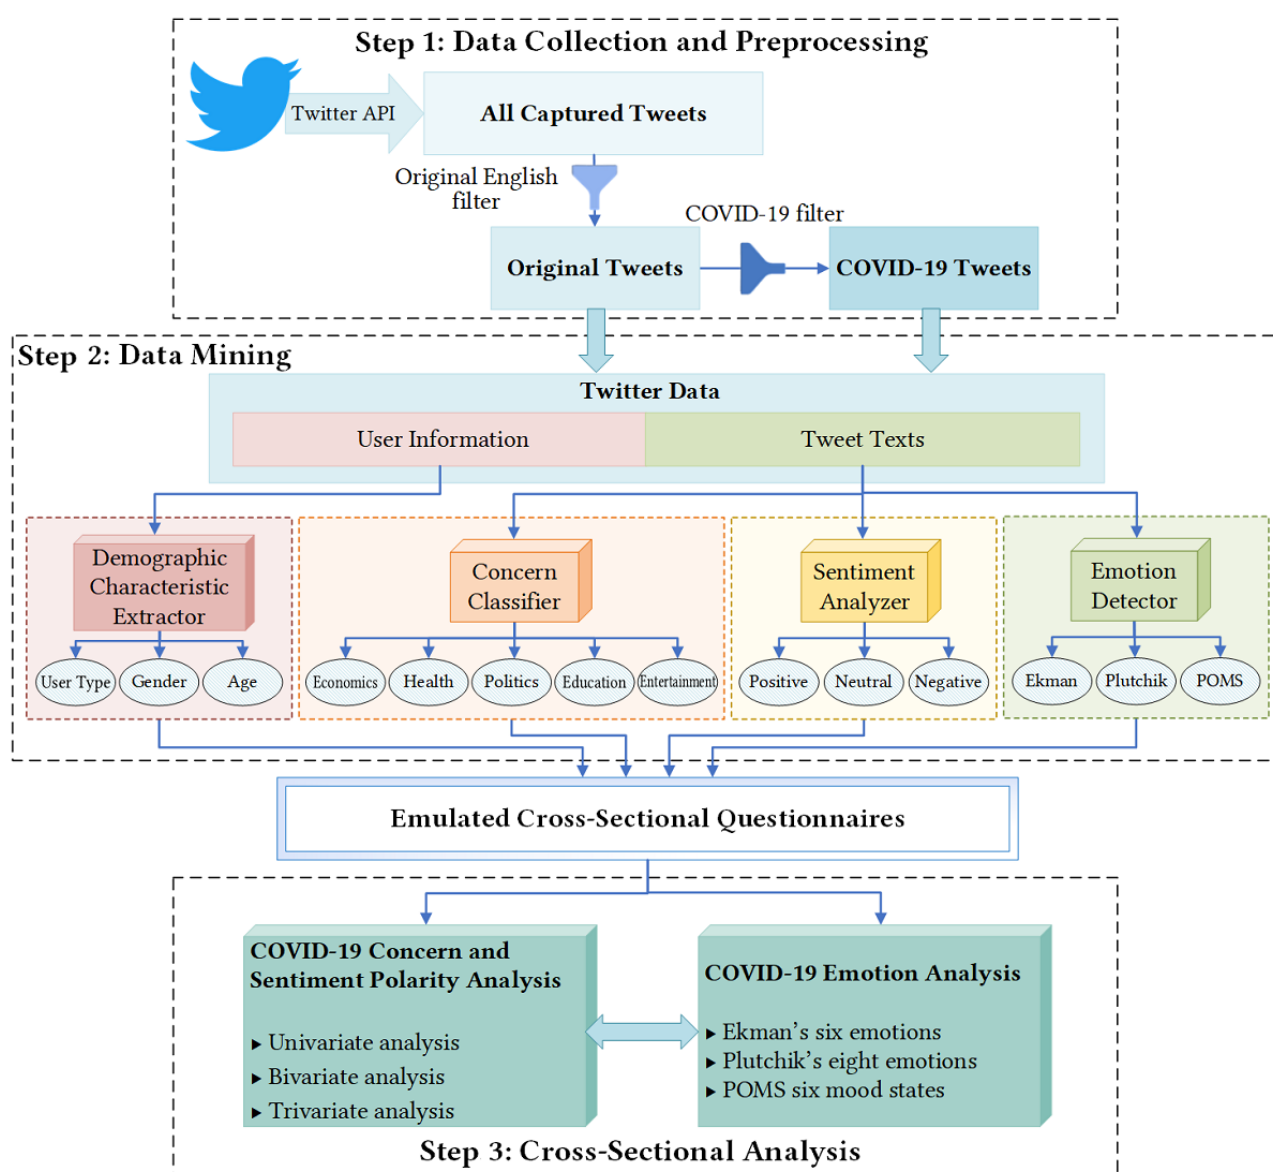 Step 1: Data Collection and Preprocessing
Twitter API
All Captured Tweets
Original English
filter
COVID-19 filter
Original Tweets
COVID-19 Tweets
Step 2: Data Mining
Twitter Data
User Information
Tweet Texts
Demographic
Characteristic
Extractor
User Type
Gender
Age
Concern
Classifier
Economics
Health
Politics
Education
Entertainment
Sentiment
Analyzer
Positive
Neutral
Negative
Emotion
Detector
Ekman
Plutchik
POMS
Emulated Cross-Sectional Questionnaires
COVID-19 Concern and
Sentiment Polarity Analysis
▸ Univariate analysis
▸ Bivariate analysis
▸ Trivariate analysis
COVID-19 Emotion Analysis
▸ Ekman's six emotions
▸ Plutchik's eight emotions
▸ POMS six mood states
Step 3: Cross-Sectional Analysis